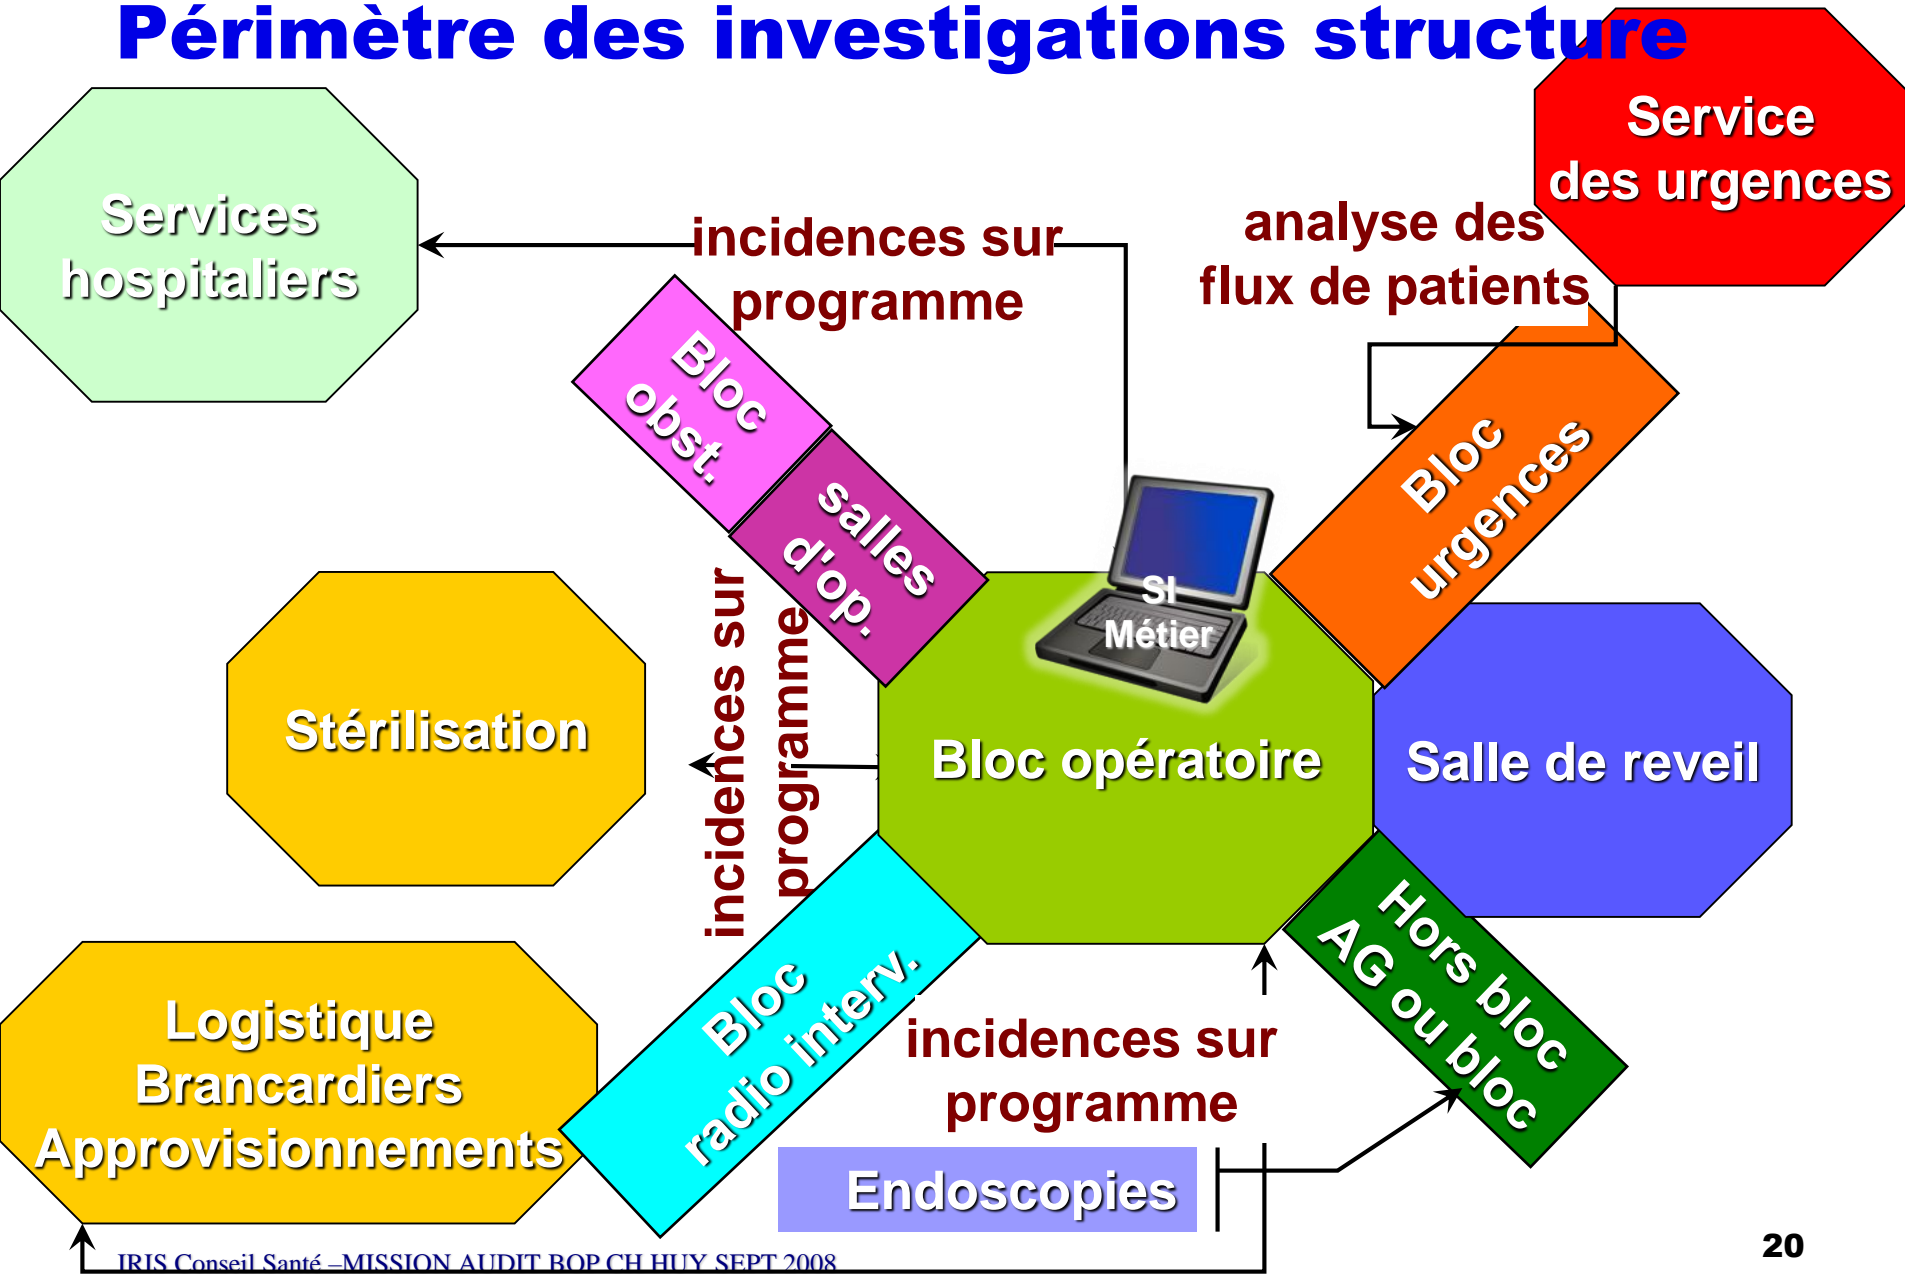 Périmètre des investigations structure
Service
des urgences
Services
hospitaliers
incidences sur
programme
analyse des
flux de patients
Bloc
obst.
salles
d'op.
Bloc
urgences
SI
Métier
incidences sur
programme
Stérilisation
Bloc opératoire
Salle de reveil
Bloc
radio interv.
Hors bloc
AG ou bloc
Logistique
Brancardiers
Approvisionnements
incidences sur
programme
Endoscopies
IRIS Conseil Santé –MISSION AUDIT BOP CH HUY SEPT 2008
20